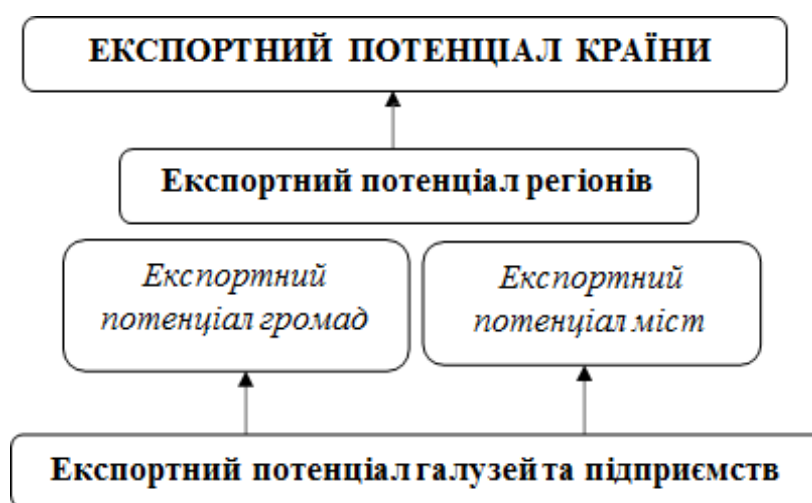 ЕКСПОРТНИЙ ПОТЕНЦІАЛ КРАЇНИ
Експортний потенціал регіонів
Експортний
потенціал громад
Експортний
потенціал міст
Експортний потенціал галузей та підприємств